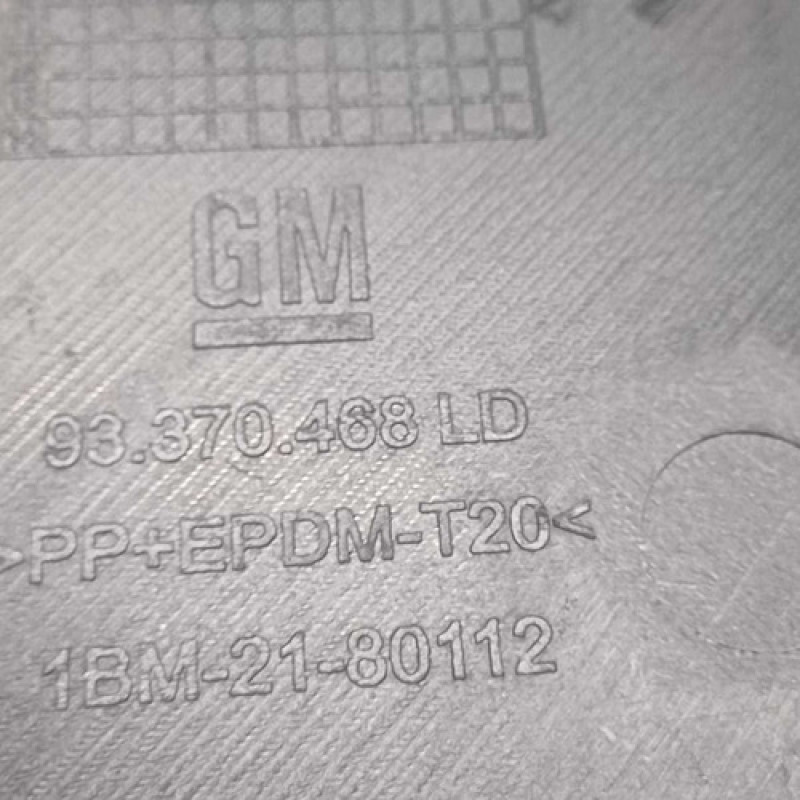 GM
93.370.468 LD
>PP+EPDM-T20<
1BM-21-80112